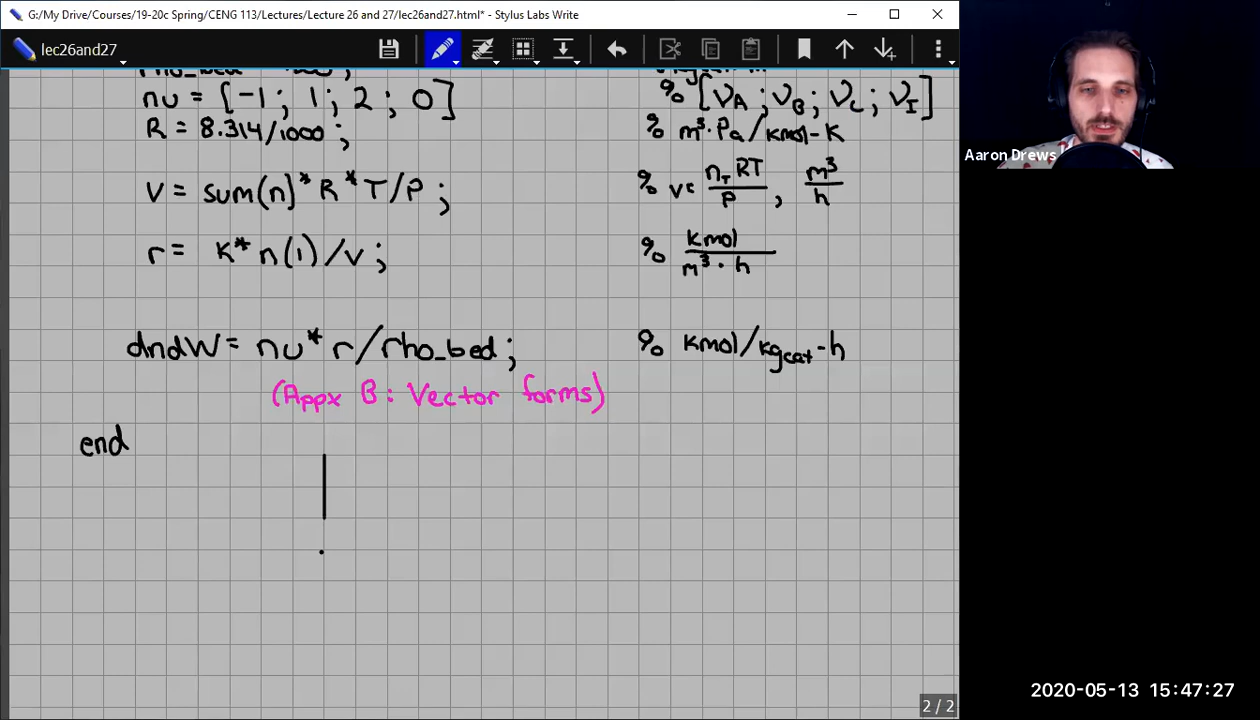 G:/My Drive/Courses/19-20c Spring/CENG 113/Lectures/Lecture 26 and 27/lec26and27.html* - Stylus Labs Write
lec26and27
nu = [-1; 1; 2; 0] % [νA; νB; νC; νI]
R = 8.314/1000; % m³·Pa/kmol-K
Aaron Drews
V = sum(n)*R*T/P; % V= nTRT/P, m³/h
r = k*n(1)/V; % kmol/m³·h
dndW = nu*r/rho_bed; % kmol/kgcat-h
(Appx B: Vector forms)
end
2020-05-13 15:47:27
2 / 2